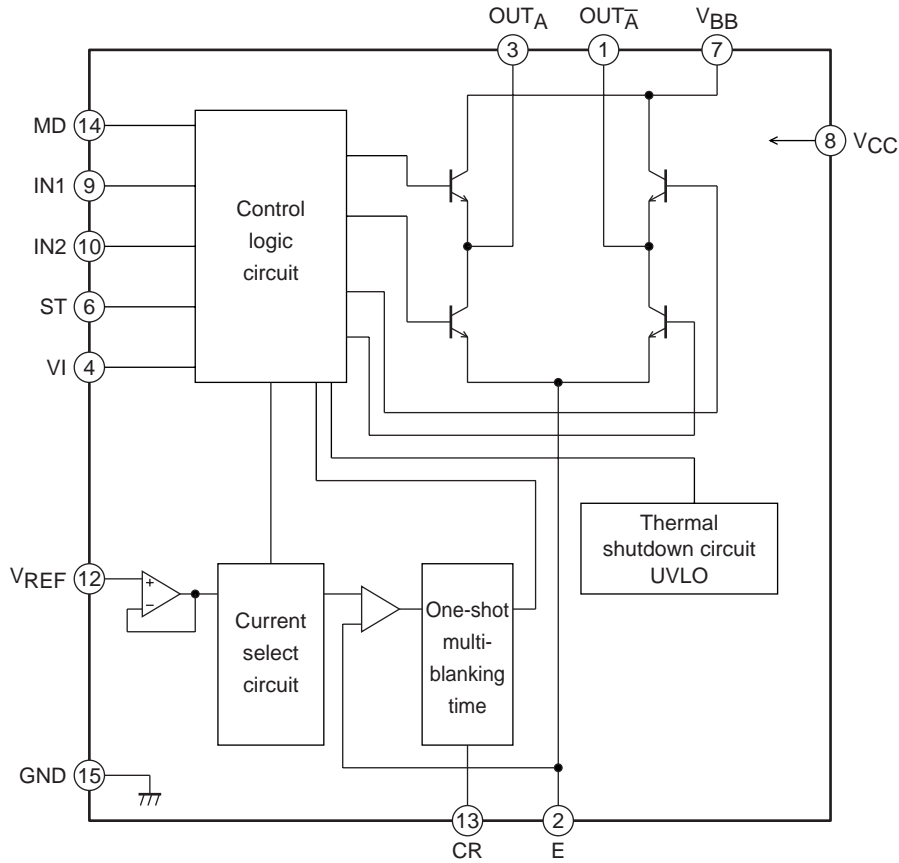 OUTA
OUTA̅
VBB
3
1
7
MD 14
8 VCC
IN1 9
IN2 10
ST 6
VI 4
Control
logic
circuit
Thermal
shutdown circuit
UVLO
VREF 12
+
−
Current
select
circuit
One-shot
multi-
blanking
time
GND 15
13
2
CR
E